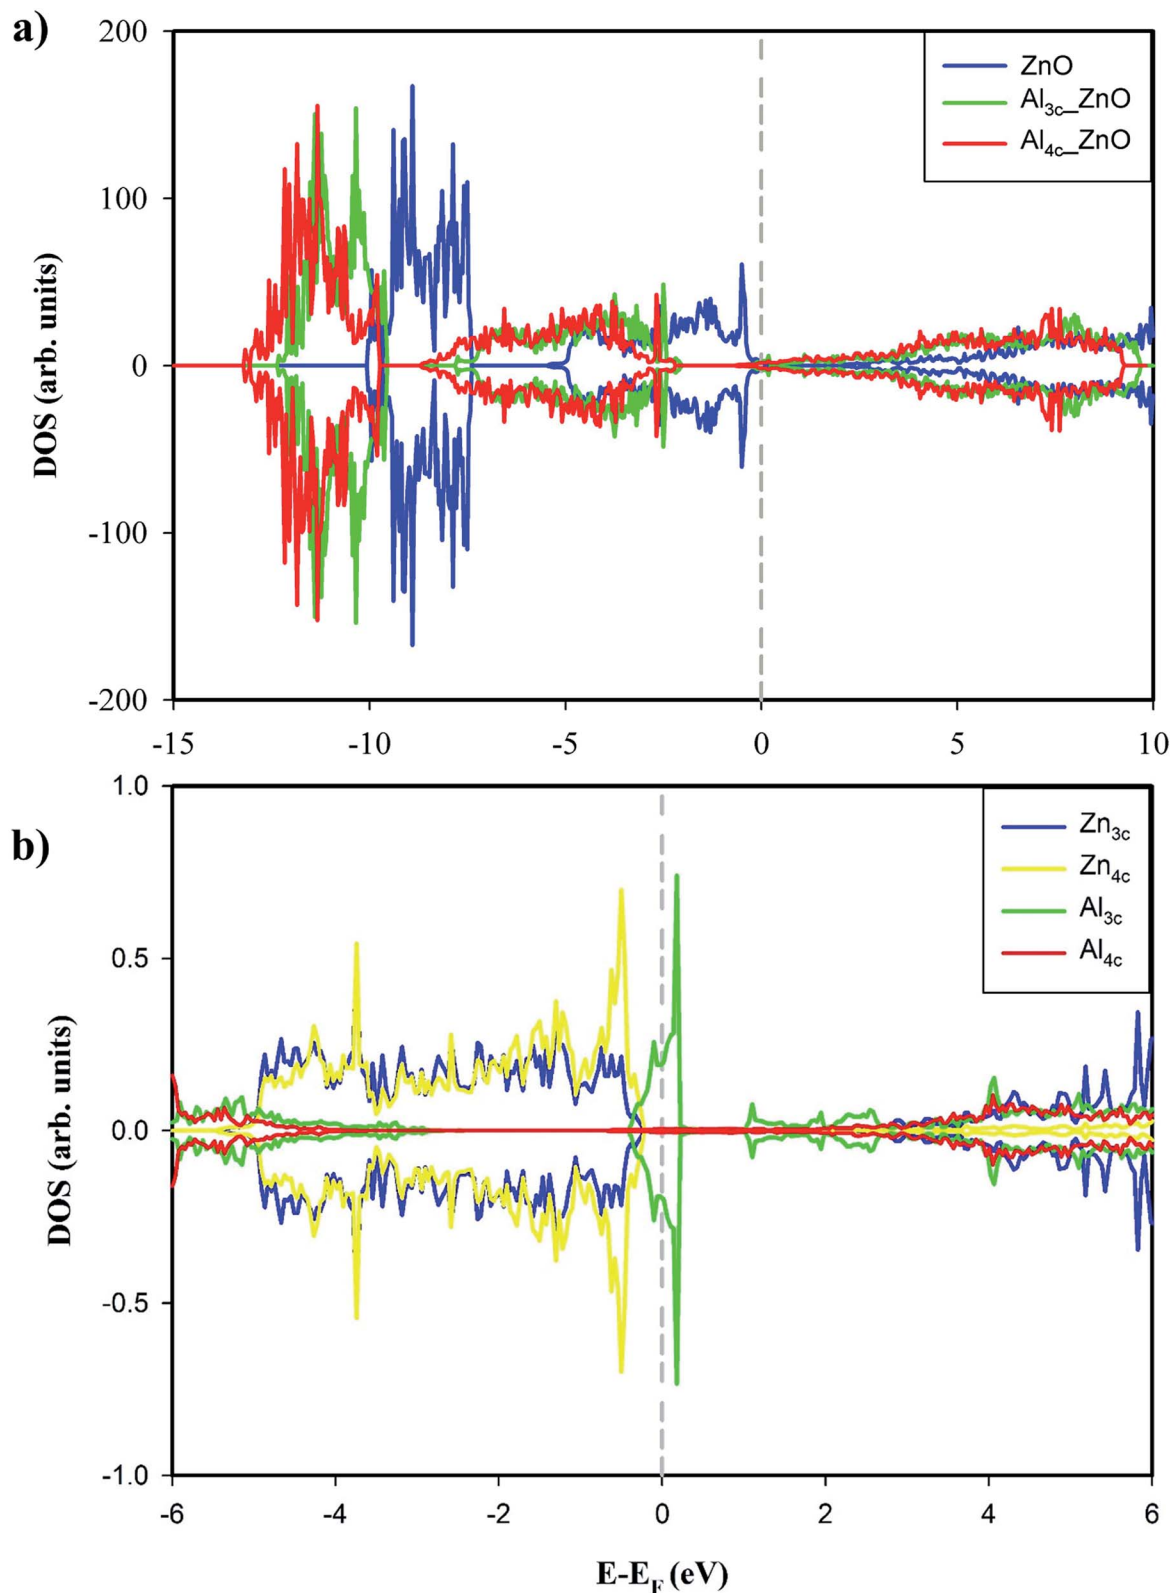 a)
200
100
0
-100
-200
DOS (arb. units)
ZnO
Al3c_ZnO
Al4c_ZnO
-15 -10 -5 0 5 10
b)
1.0
0.5
0.0
-0.5
-1.0
DOS (arb. units)
Zn3c
Zn4c
Al3c
Al4c
-6 -4 -2 0 2 4 6
E-EF (eV)